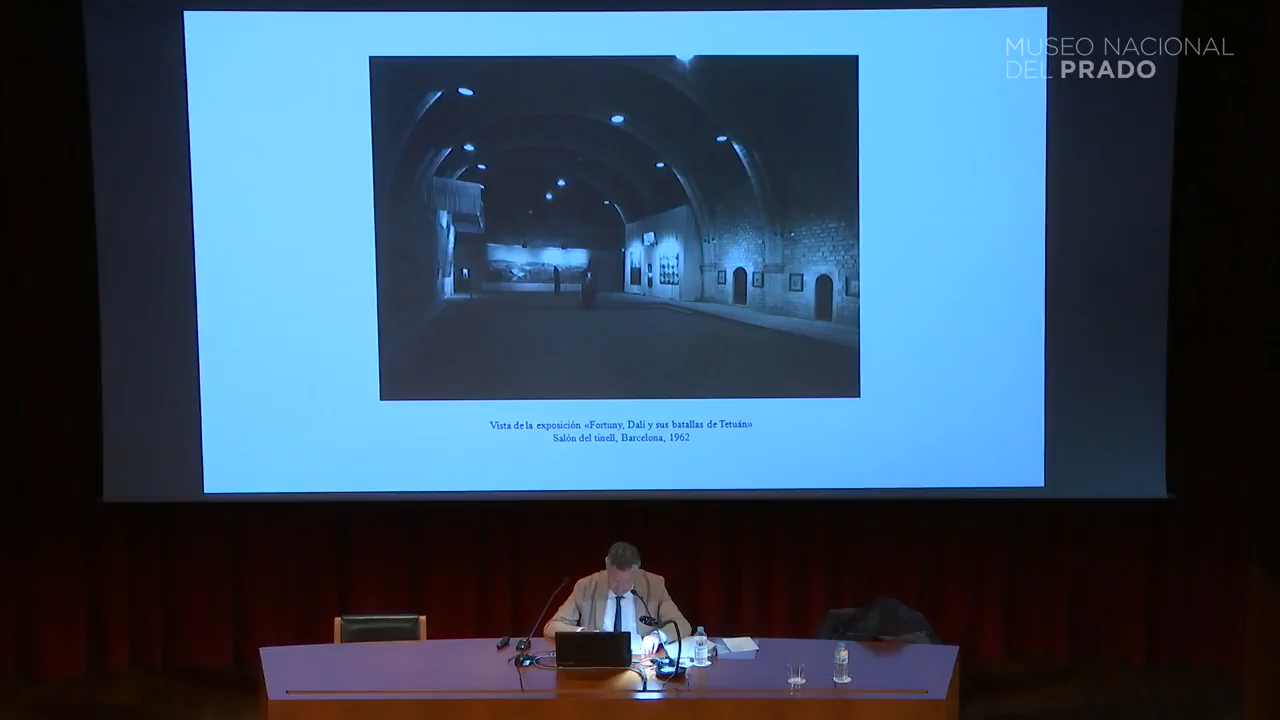 MUSEO NACIONAL
DEL PRADO
Vista de la exposición «Fortuny, Dalí y sus batallas de Tetuán»
Salón del tinell, Barcelona, 1962